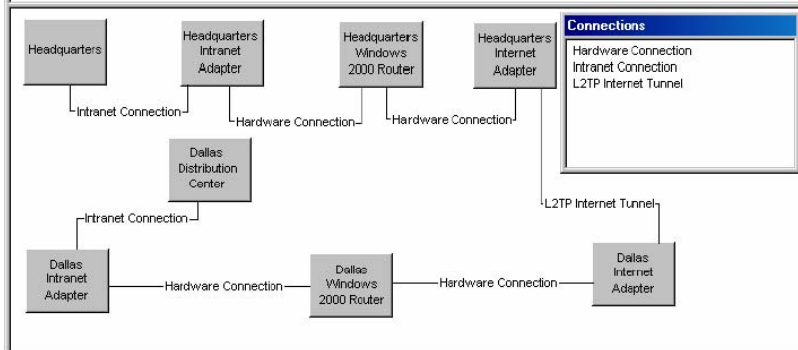 Headquarters
Headquarters
Intranet
Adapter
Headquarters
Windows
2000 Router
Headquarters
Internet
Adapter
Connections
Hardware Connection
Intranet Connection
L2TP Internet Tunnel
Intranet Connection
Hardware Connection
Hardware Connection
Dallas
Distribution
Center
Intranet Connection
L2TP Internet Tunnel
Dallas
Intranet
Adapter
Hardware Connection
Dallas
Windows
2000 Router
Hardware Connection
Dallas
Internet
Adapter